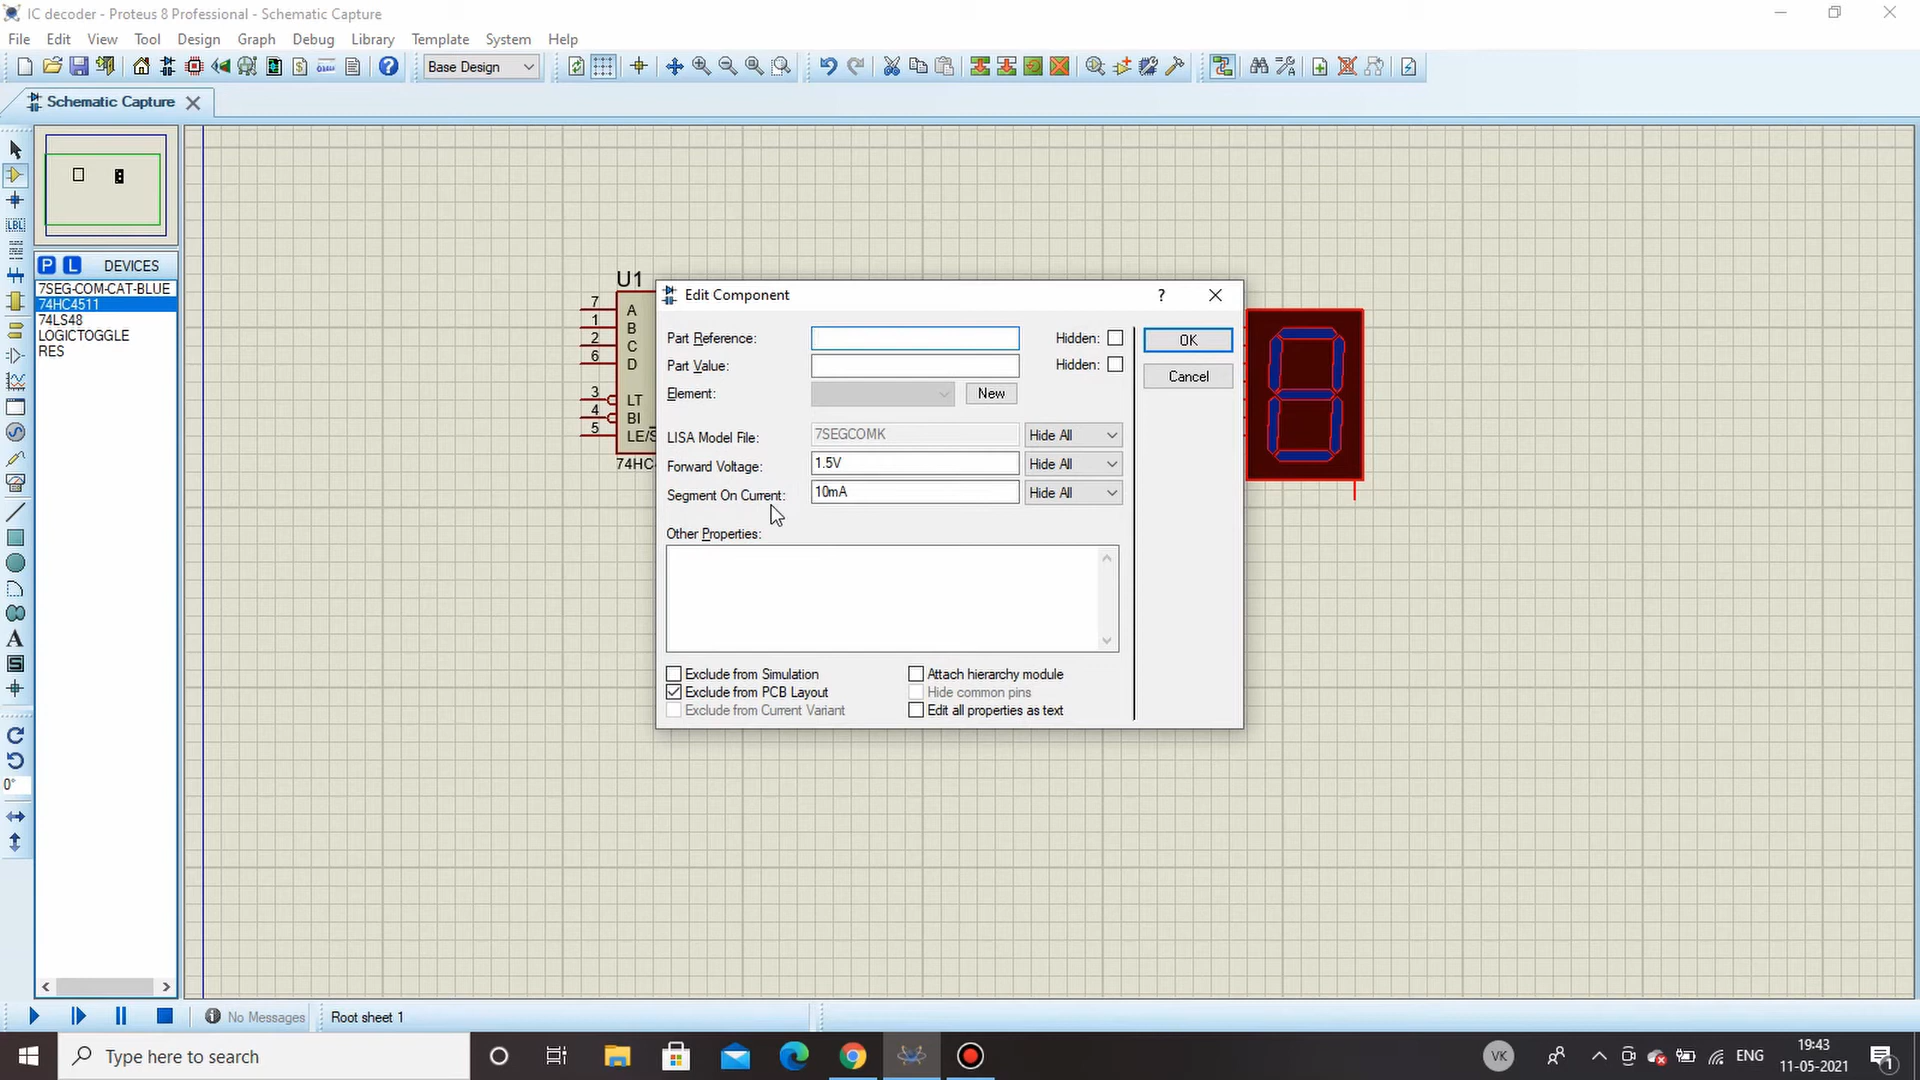 IC decoder - Proteus 8 Professional - Schematic Capture
File Edit View Tool Design Graph Debug Library Template System Help
Base Design
Schematic Capture
LBL
P L DEVICES
7SEG-COM-CAT-BLUE
74HC4511
74LS48
LOGICTOGGLE
RES
A
S
0°
U1
7 A
1 B
2 C
6 D
3 LT
4 BI
5 LE/S
74HC4
Edit Component
?
Part Reference: Hidden:
Part Value: Hidden:
Element: New
LISA Model File: 7SEGCOMK Hide All
Forward Voltage: 1.5V Hide All
Segment On Current: 10mA Hide All
Other Properties:
Exclude from Simulation Attach hierarchy module
Exclude from PCB Layout Hide common pins
Exclude from Current Variant Edit all properties as text
OK
Cancel
No Messages Root sheet 1
Type here to search
VK
ENG
19:43
11-05-2021
1